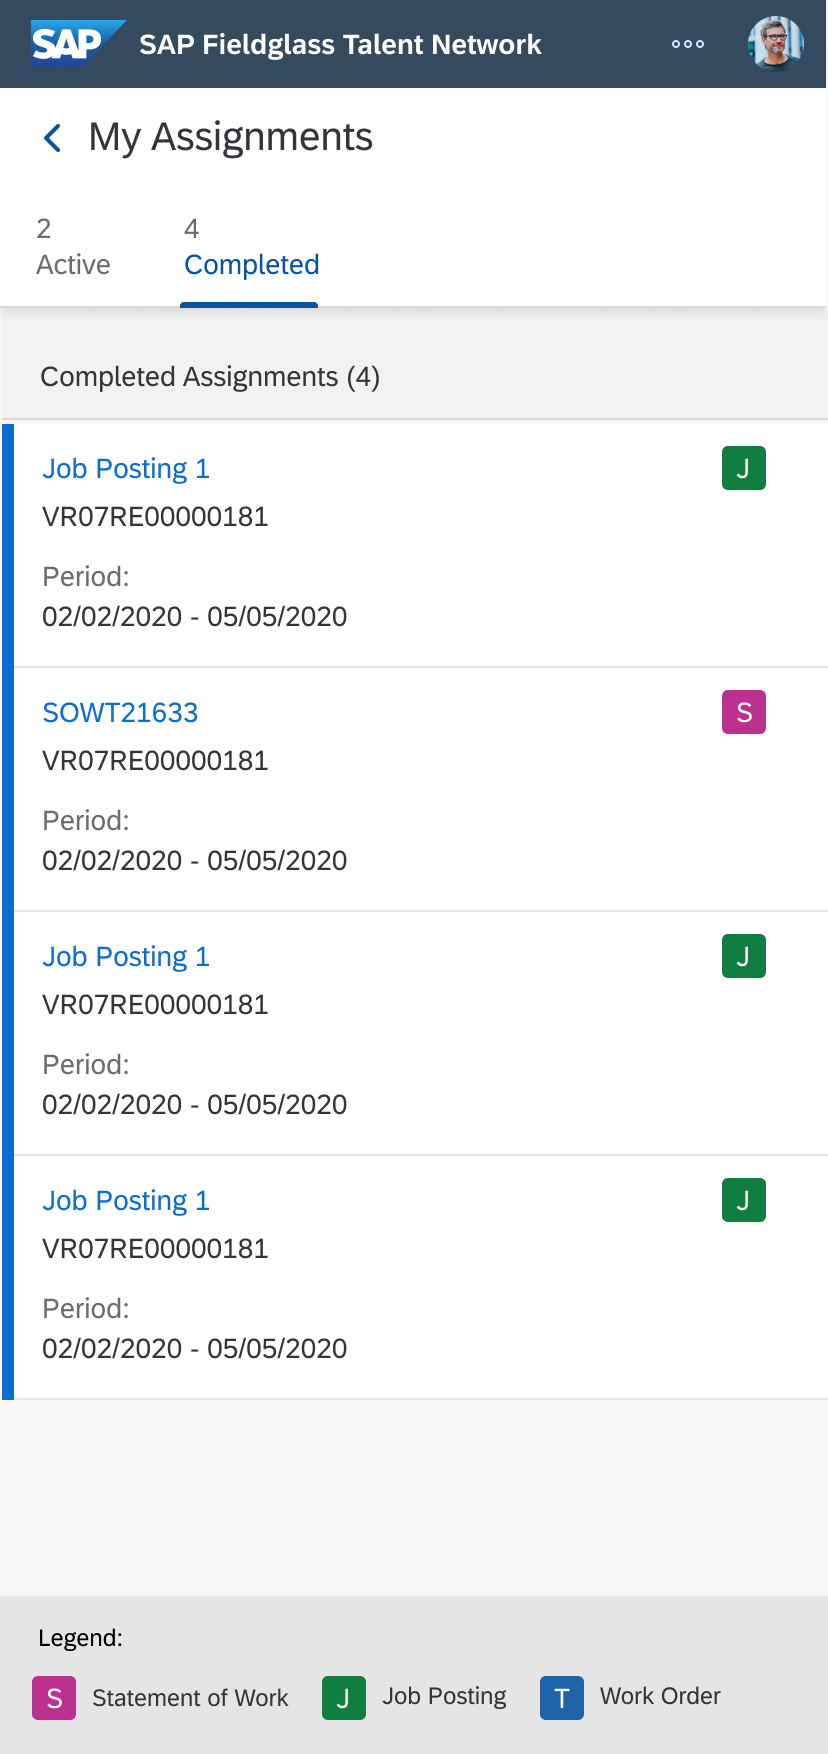 SAP SAP Fieldglass Talent Network
My Assignments
2
Active
4
Completed
Completed Assignments (4)
Job Posting 1
J
VR07RE00000181
Period:
02/02/2020 - 05/05/2020
SOWT21633
S
VR07RE00000181
Period:
02/02/2020 - 05/05/2020
Job Posting 1
J
VR07RE00000181
Period:
02/02/2020 - 05/05/2020
Job Posting 1
J
VR07RE00000181
Period:
02/02/2020 - 05/05/2020
Legend:
S Statement of Work J Job Posting T Work Order